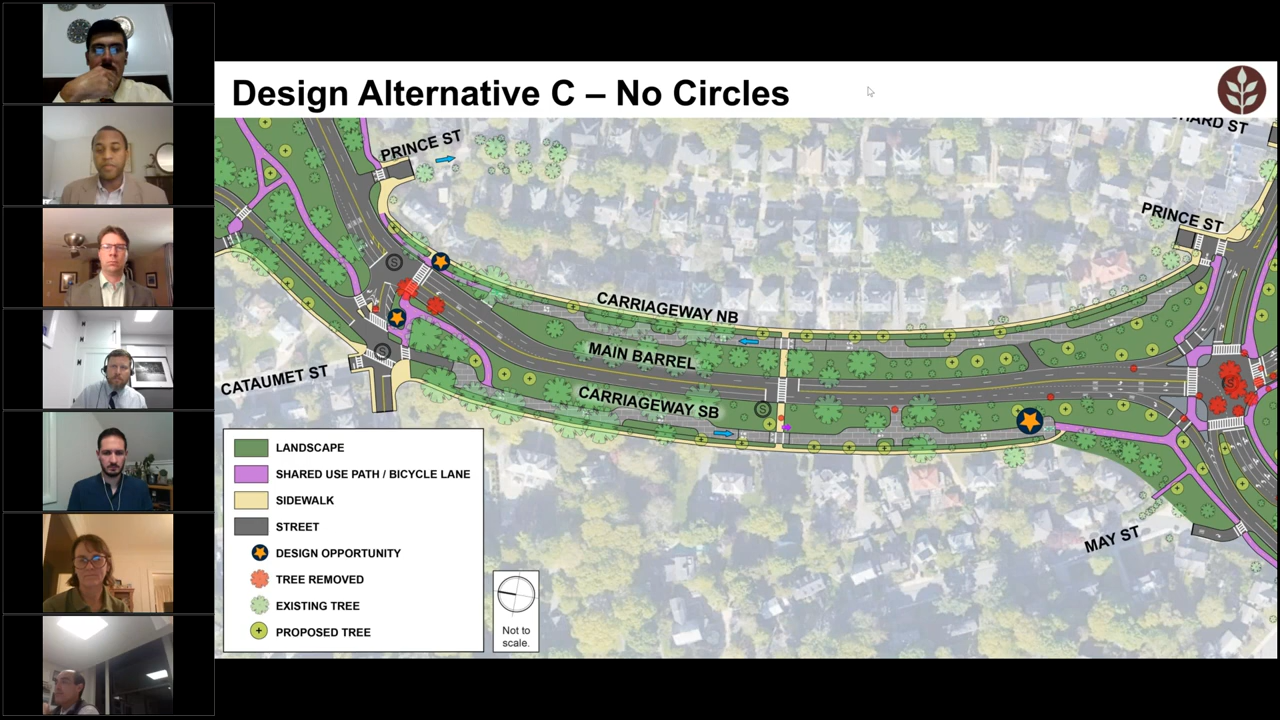 Design Alternative C – No Circles
PRINCE ST
PRINCE ST
CARRIAGEWAY NB
MAIN BARREL
CARRIAGEWAY SB
CATAUMET ST
MAY ST
S
S
S
S
LANDSCAPE
SHARED USE PATH / BICYCLE LANE
SIDEWALK
STREET
DESIGN OPPORTUNITY
TREE REMOVED
EXISTING TREE
PROPOSED TREE
Not to
scale.